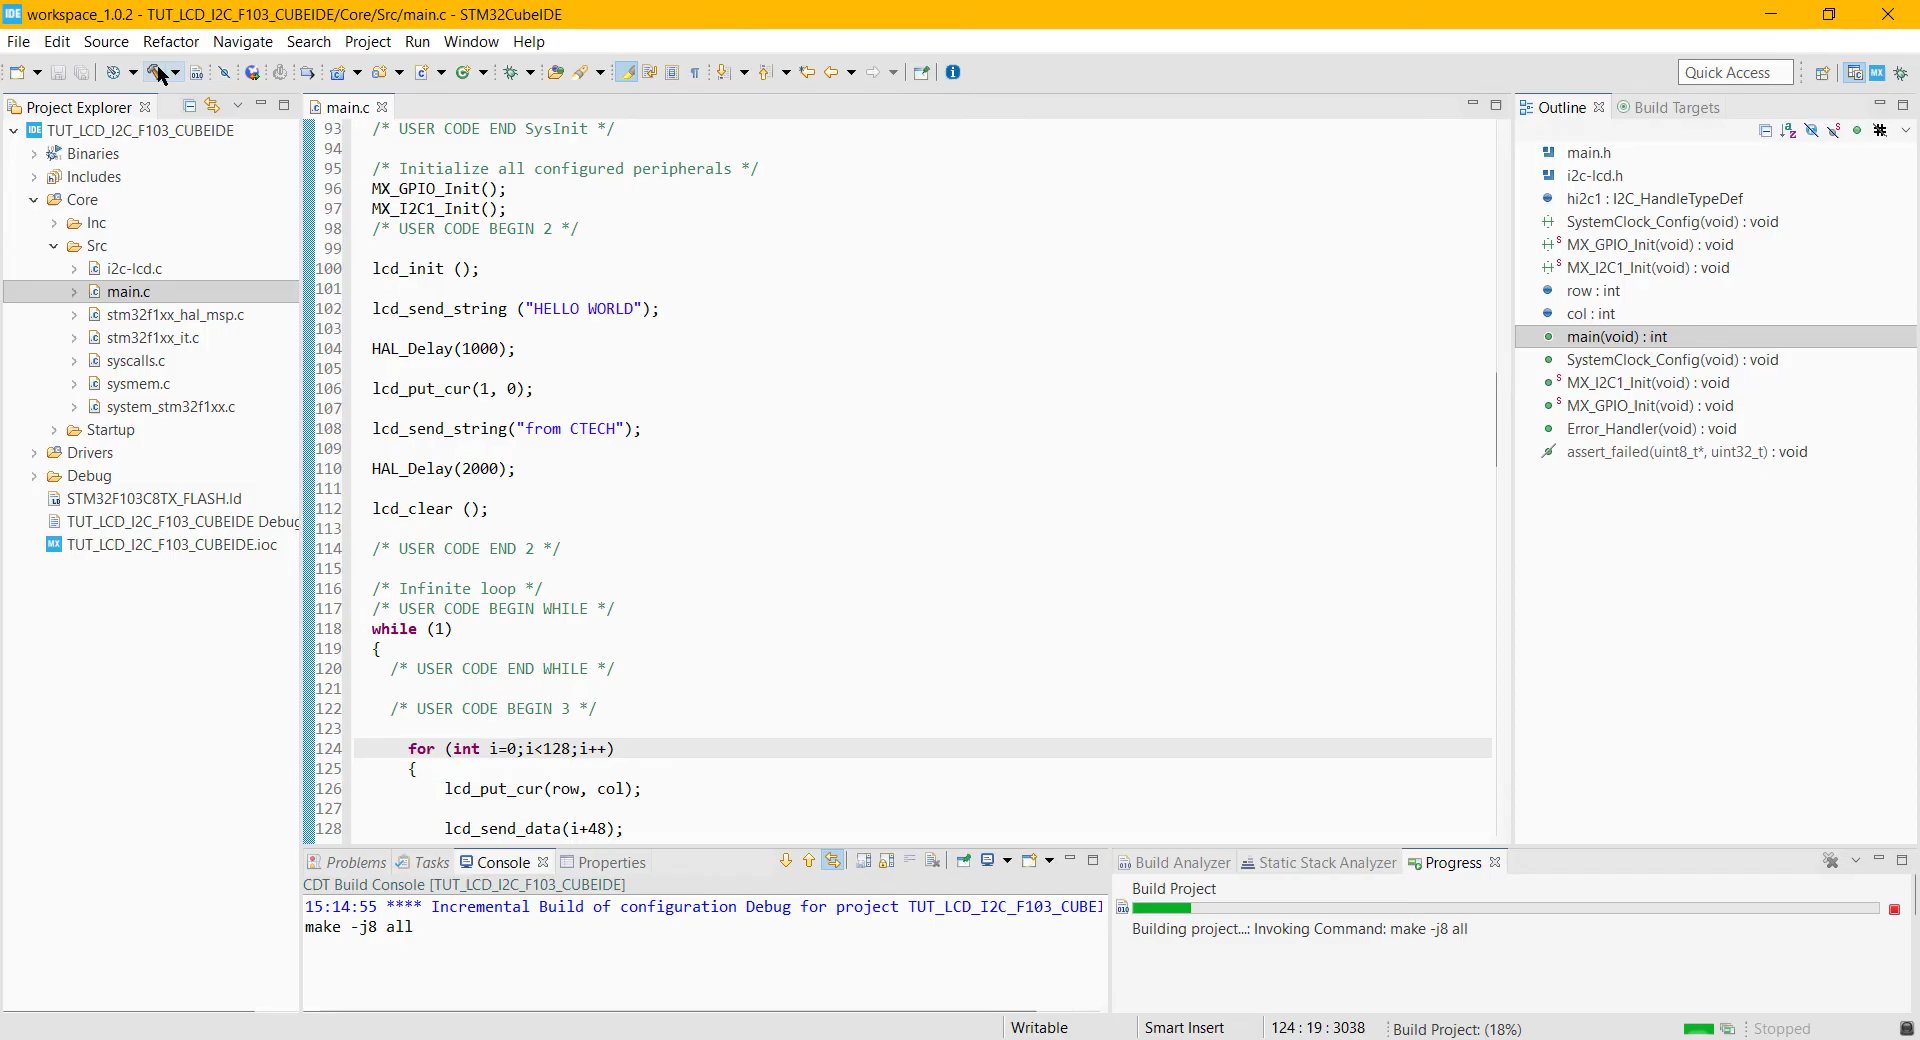 workspace_1.0.2 - TUT_LCD_I2C_F103_CUBEIDE/Core/Src/main.c - STM32CubeIDE
File Edit Source Refactor Navigate Search Project Run Window Help
Quick Access
Project Explorer
TUT_LCD_I2C_F103_CUBEIDE
Binaries
Includes
Core
Inc
Src
i2c-lcd.c
main.c
stm32f1xx_hal_msp.c
stm32f1xx_it.c
syscalls.c
sysmem.c
system_stm32f1xx.c
Startup
Drivers
Debug
STM32F103C8TX_FLASH.ld
TUT_LCD_I2C_F103_CUBEIDE Debug
TUT_LCD_I2C_F103_CUBEIDE.ioc
main.c
93 /* USER CODE END SysInit */
94
95 /* Initialize all configured peripherals */
96 MX_GPIO_Init();
97 MX_I2C1_Init();
98 /* USER CODE BEGIN 2 */
99
100 lcd_init ();
101
102 lcd_send_string ("HELLO WORLD");
103
104 HAL_Delay(1000);
105
106 lcd_put_cur(1, 0);
107
108 lcd_send_string("from CTECH");
109
110 HAL_Delay(2000);
111
112 lcd_clear ();
113
114 /* USER CODE END 2 */
115
116 /* Infinite loop */
117 /* USER CODE BEGIN WHILE */
118 while (1)
119 {
120 /* USER CODE END WHILE */
121
122 /* USER CODE BEGIN 3 */
123
124 for (int i=0;i<128;i++)
125 {
126 lcd_put_cur(row, col);
127
128 lcd_send_data(i+48);
Outline Build Targets
main.h
i2c-lcd.h
hi2c1 : I2C_HandleTypeDef
SystemClock_Config(void) : void
MX_GPIO_Init(void) : void
MX_I2C1_Init(void) : void
row : int
col : int
main(void) : int
SystemClock_Config(void) : void
MX_I2C1_Init(void) : void
MX_GPIO_Init(void) : void
Error_Handler(void) : void
assert_failed(uint8_t*, uint32_t) : void
Problems Tasks Console Properties
CDT Build Console [TUT_LCD_I2C_F103_CUBEIDE]
15:14:55 **** Incremental Build of configuration Debug for project TUT_LCD_I2C_F103_CUBEI
make -j8 all
Build Analyzer Static Stack Analyzer Progress
Build Project
Building project...: Invoking Command: make -j8 all
Writable Smart Insert 124 : 19 : 3038 Build Project: (18%) Stopped